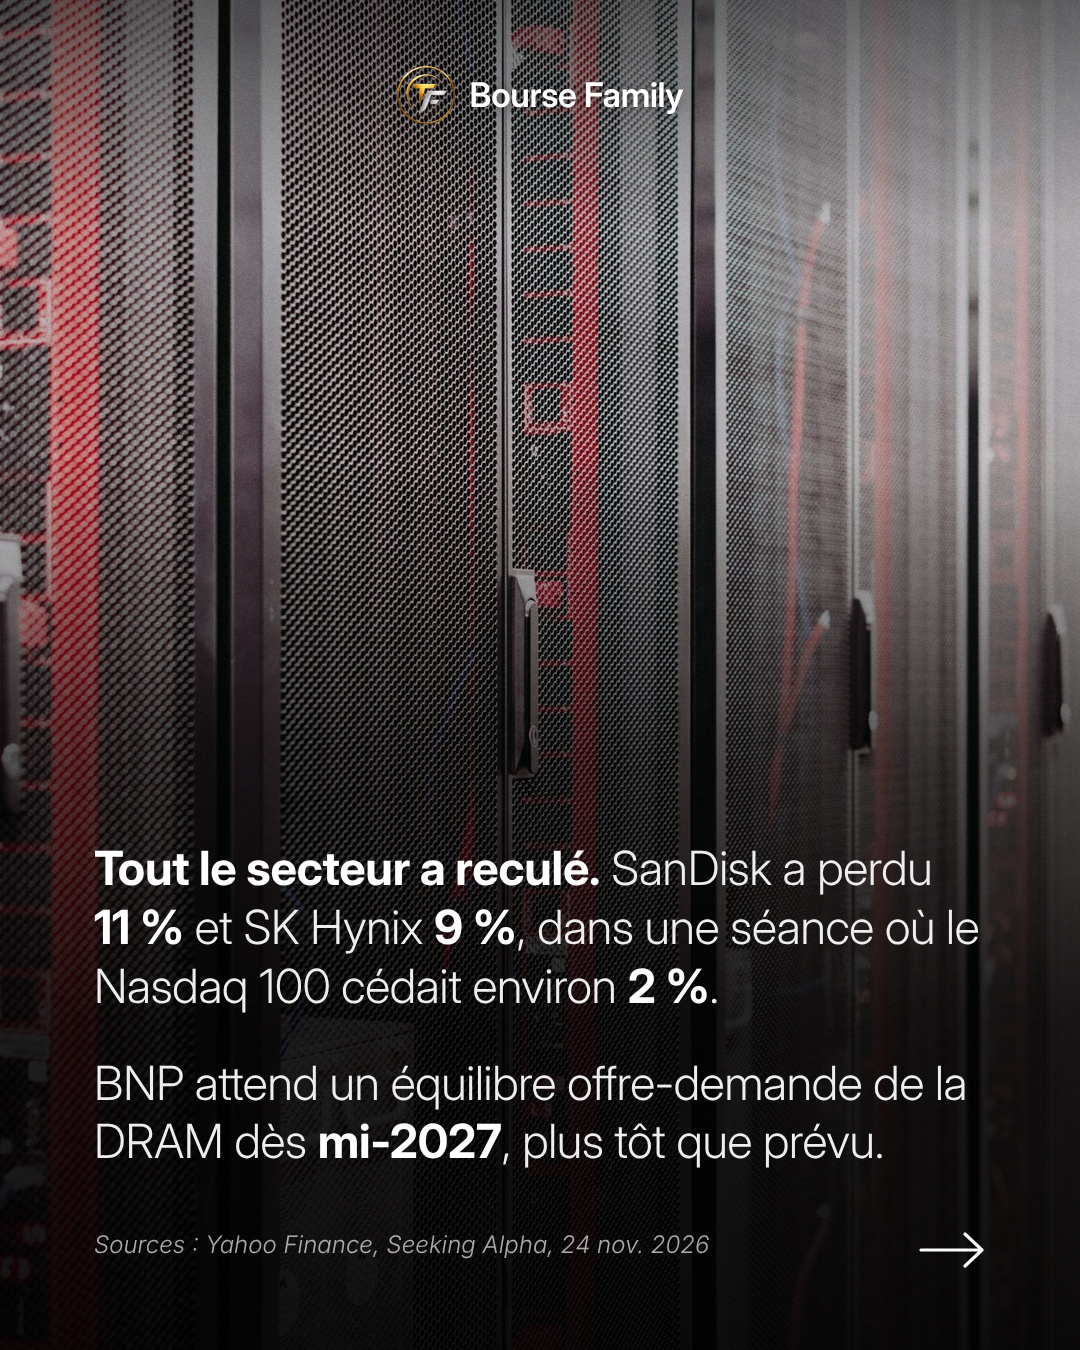 Bourse Family
Tout le secteur a reculé. SanDisk a perdu
11 % et SK Hynix 9 %, dans une séance où le
Nasdaq 100 cédait environ 2 %.
BNP attend un équilibre offre-demande de la
DRAM dès mi-2027, plus tôt que prévu.
Sources : Yahoo Finance, Seeking Alpha, 24 nov. 2026